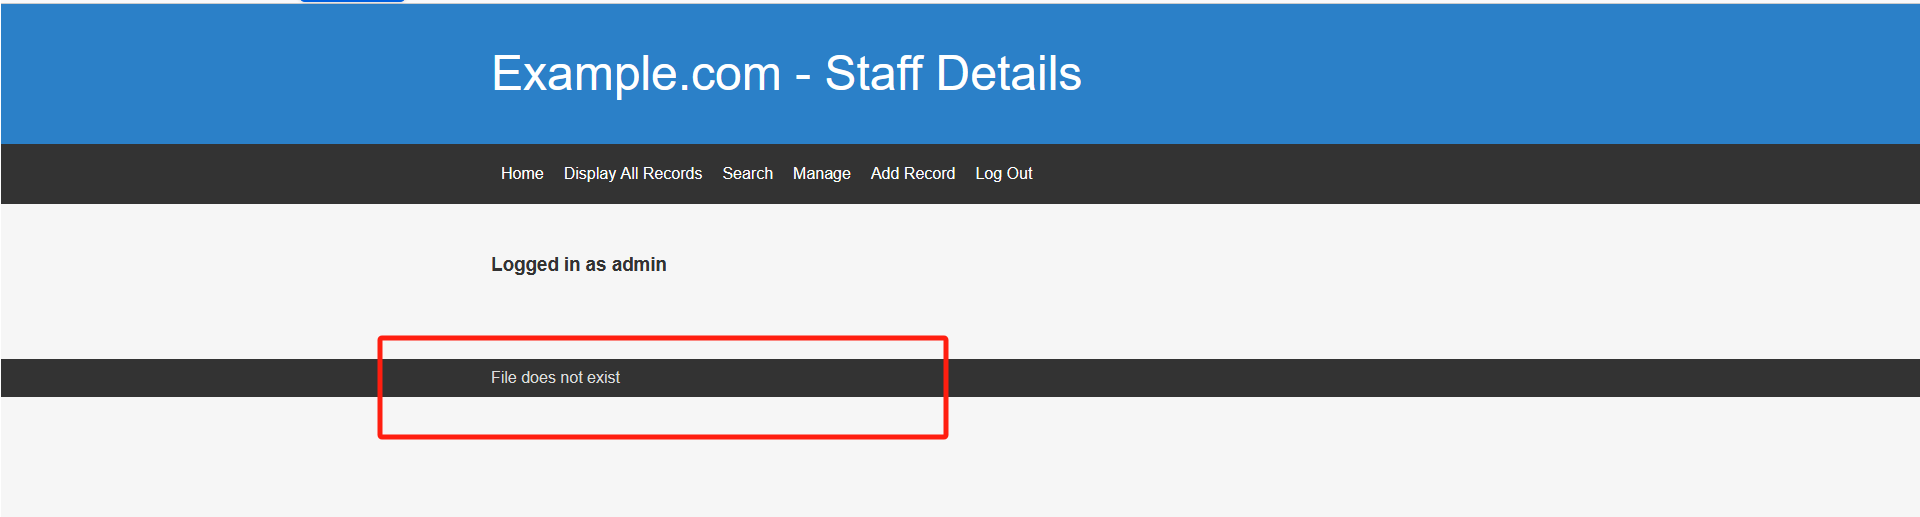 Example.com - Staff Details
Home Display All Records Search Manage Add Record Log Out
Logged in as admin
File does not exist